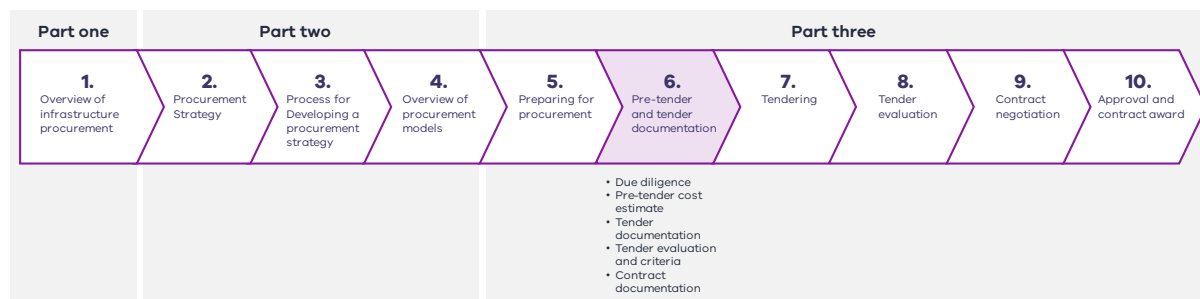 Part one
Part two
Part three
1.
Overview of
infrastructure
procurement
2.
Procurement
Strategy
3.
Process for
Developing a
procurement
strategy
4.
Overview of
procurement
models
5.
Preparing for
procurement
6.
Pre-tender
and tender
documentation
7.
Tendering
8.
Tender
evaluation
9.
Contract
negotiation
10.
Approval and
contract award
• Due diligence
• Pre-tender cost
estimate
• Tender
documentation
• Tender evaluation
and criteria
• Contract
documentation